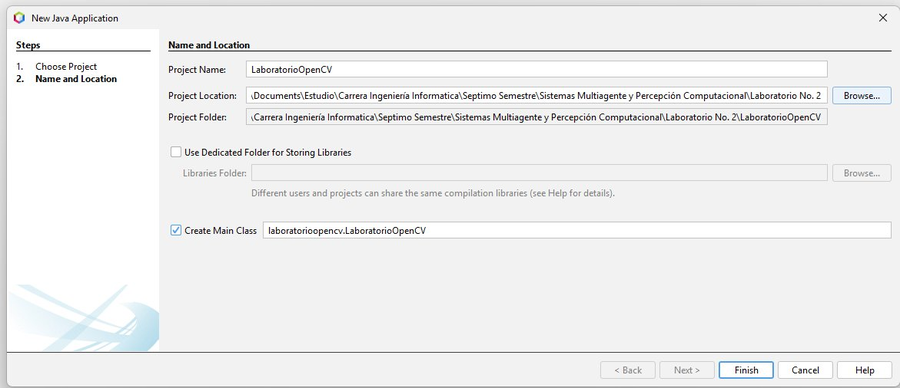 New Java Application
Steps
1. Choose Project
2. Name and Location
Name and Location
Project Name: LaboratorioOpenCV
Project Location: \Documents\Estudio\Carrera Ingeniería Informatica\Septimo Semestre\Sistemas Multiagente y Percepción Computacional\Laboratorio No. 2 Browse...
Project Folder: \Carrera Ingeniería Informatica\Septimo Semestre\Sistemas Multiagente y Percepción Computacional\Laboratorio No. 2\LaboratorioOpenCV
Use Dedicated Folder for Storing Libraries
Libraries Folder: Browse...
Different users and projects can share the same compilation libraries (see Help for details).
Create Main Class laboratorioopencv.LaboratorioOpenCV
< Back Next > Finish Cancel Help